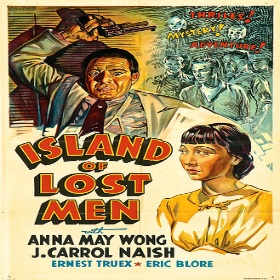 THRILLS!
MYSTERY!
ADVENTURE!
ISLAND
OF
LOST
MEN
with
ANNA MAY WONG
J. CARROL NAISH
ERNEST TRUEX · ERIC BLORE